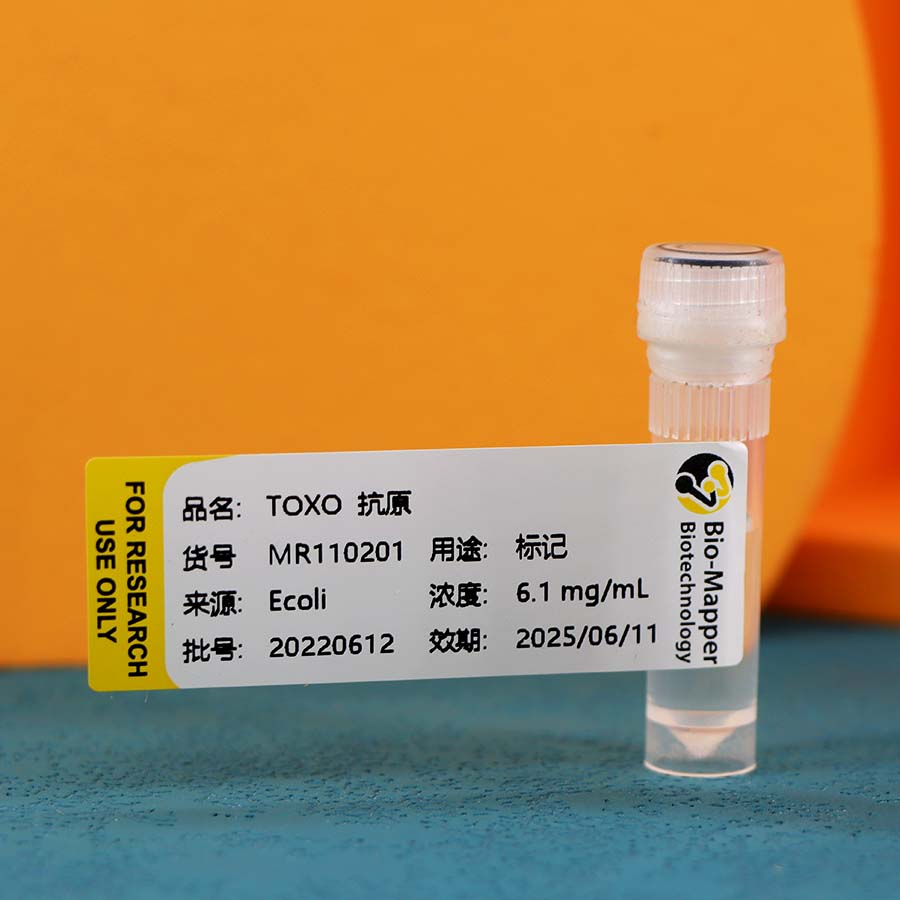 FOR RESEARCH
USE ONLY
品名: TOXO 抗原
货号 MR110201 用途: 标记
来源: Ecoli 浓度: 6.1 mg/mL
批号: 20220612 效期: 2025/06/11
Bio-Mapper
Biotechnology